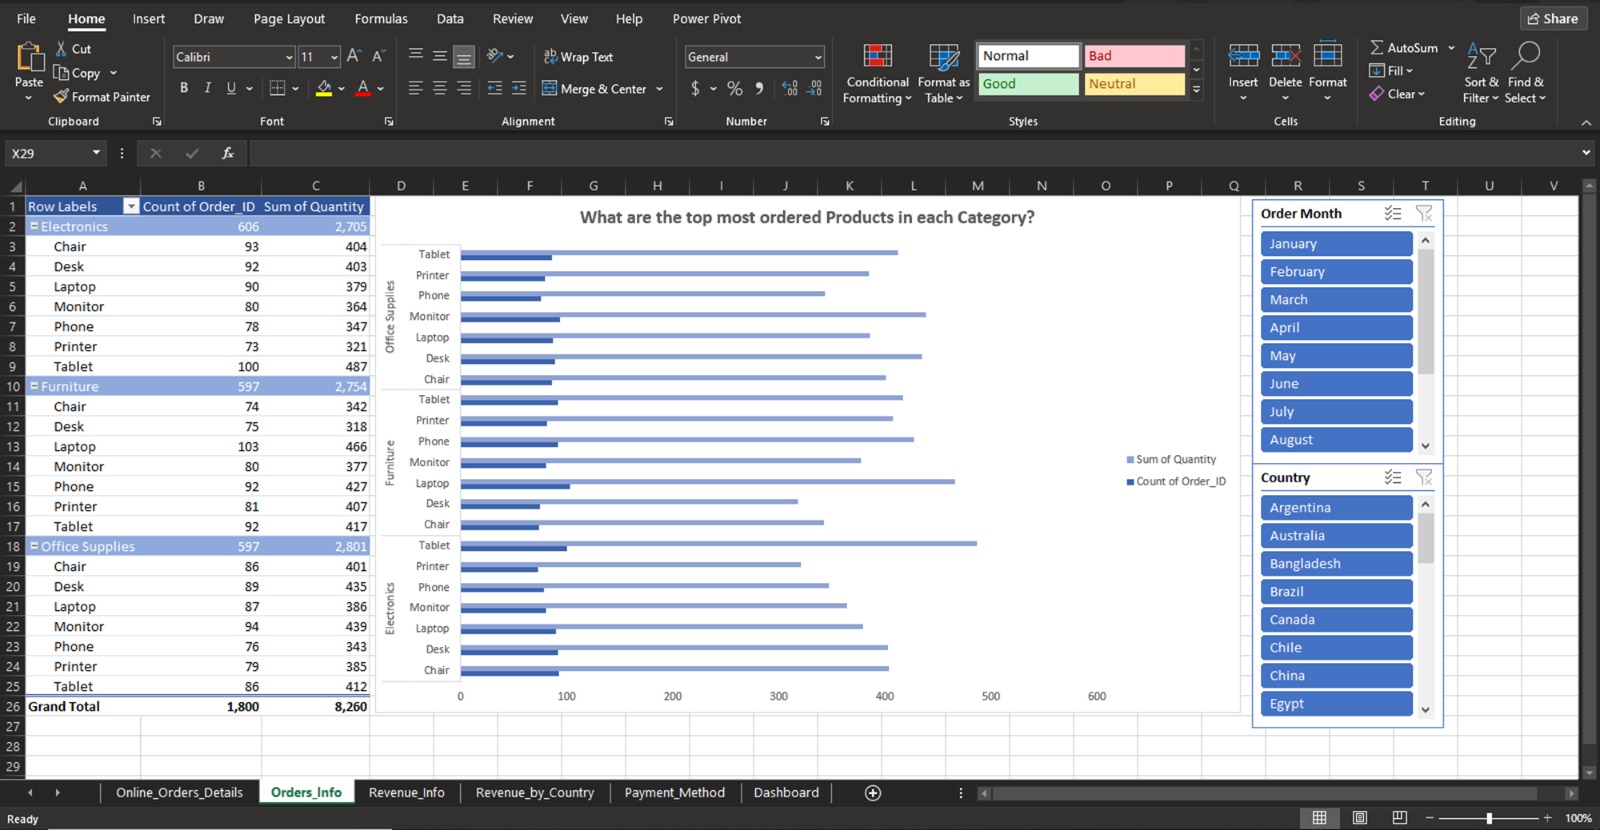 File Home Insert Draw Page Layout Formulas Data Review View Help Power Pivot Share
Cut
Copy
Format Painter
Paste
Clipboard
Calibri 11
B I U
Font
Wrap Text
Merge & Center
Alignment
General
$ %
Number
Conditional Formatting
Format as Table
Normal Bad
Good Neutral
Styles
Insert Delete Format
Cells
AutoSum
Fill
Clear
Sort & Filter
Find & Select
Editing
X29 fx
A B C D E F G H I J K L M N O P Q R S T U V
1 Row Labels Count of Order_ID Sum of Quantity
2 Electronics 606 2,705
3 Chair 93 404
4 Desk 92 403
5 Laptop 90 379
6 Monitor 80 364
7 Phone 78 347
8 Printer 73 321
9 Tablet 100 487
10 Furniture 597 2,754
11 Chair 74 342
12 Desk 75 318
13 Laptop 103 466
14 Monitor 80 377
15 Phone 92 427
16 Printer 81 407
17 Tablet 92 417
18 Office Supplies 597 2,801
19 Chair 86 401
20 Desk 89 435
21 Laptop 87 386
22 Monitor 94 439
23 Phone 76 343
24 Printer 79 385
25 Tablet 86 412
26 Grand Total 1,800 8,260
27
28
29
What are the top most ordered Products in each Category?
Office Supplies
Tablet
Printer
Phone
Monitor
Laptop
Desk
Chair
Furniture
Tablet
Printer
Phone
Monitor
Laptop
Desk
Chair
Electronics
Tablet
Printer
Phone
Monitor
Laptop
Desk
Chair
0 100 200 300 400 500 600
Sum of Quantity
Count of Order_ID
Order Month
January
February
March
April
May
June
July
August
Country
Argentina
Australia
Bangladesh
Brazil
Canada
Chile
China
Egypt
Online_Orders_Details Orders_Info Revenue_Info Revenue_by_Country Payment_Method Dashboard
Ready 100%